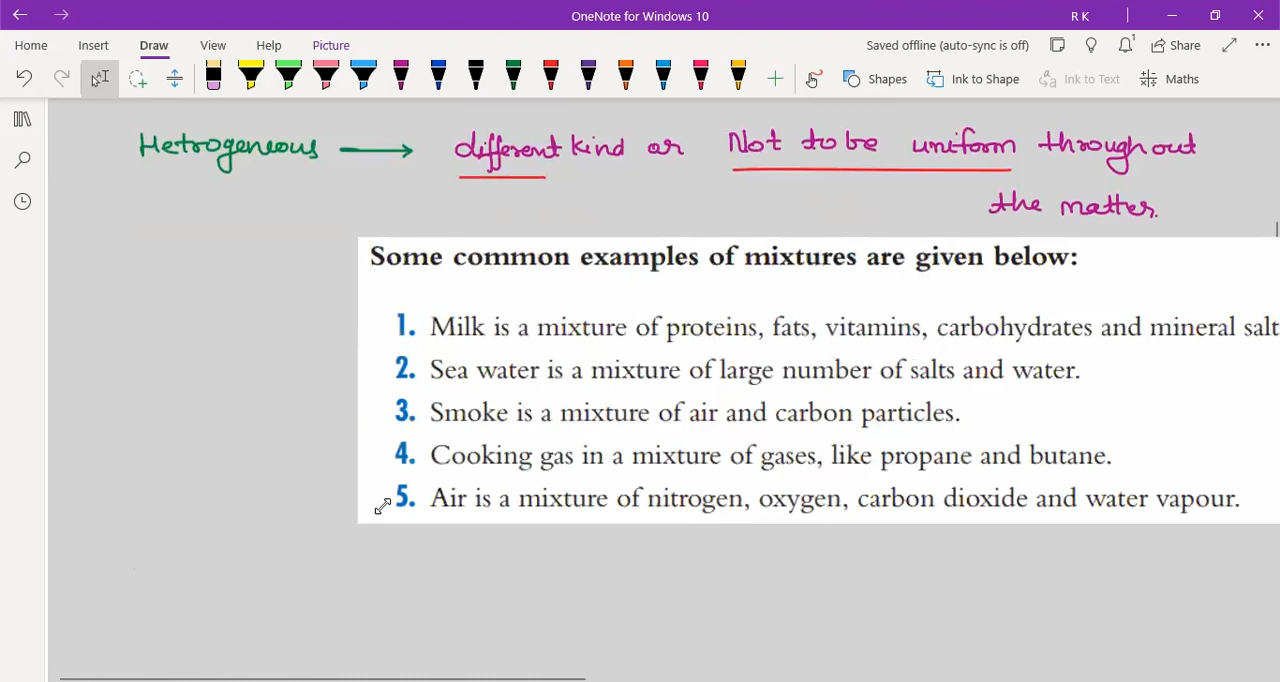 OneNote for Windows 10
R K
Home Insert Draw View Help Picture
Saved offline (auto-sync is off) Share
Shapes Ink to Shape Ink to Text Maths
Hetrogeneous → different kind or Not to be uniform throughout
the matter.
Some common examples of mixtures are given below:
1. Milk is a mixture of proteins, fats, vitamins, carbohydrates and mineral salt
2. Sea water is a mixture of large number of salts and water.
3. Smoke is a mixture of air and carbon particles.
4. Cooking gas in a mixture of gases, like propane and butane.
5. Air is a mixture of nitrogen, oxygen, carbon dioxide and water vapour.